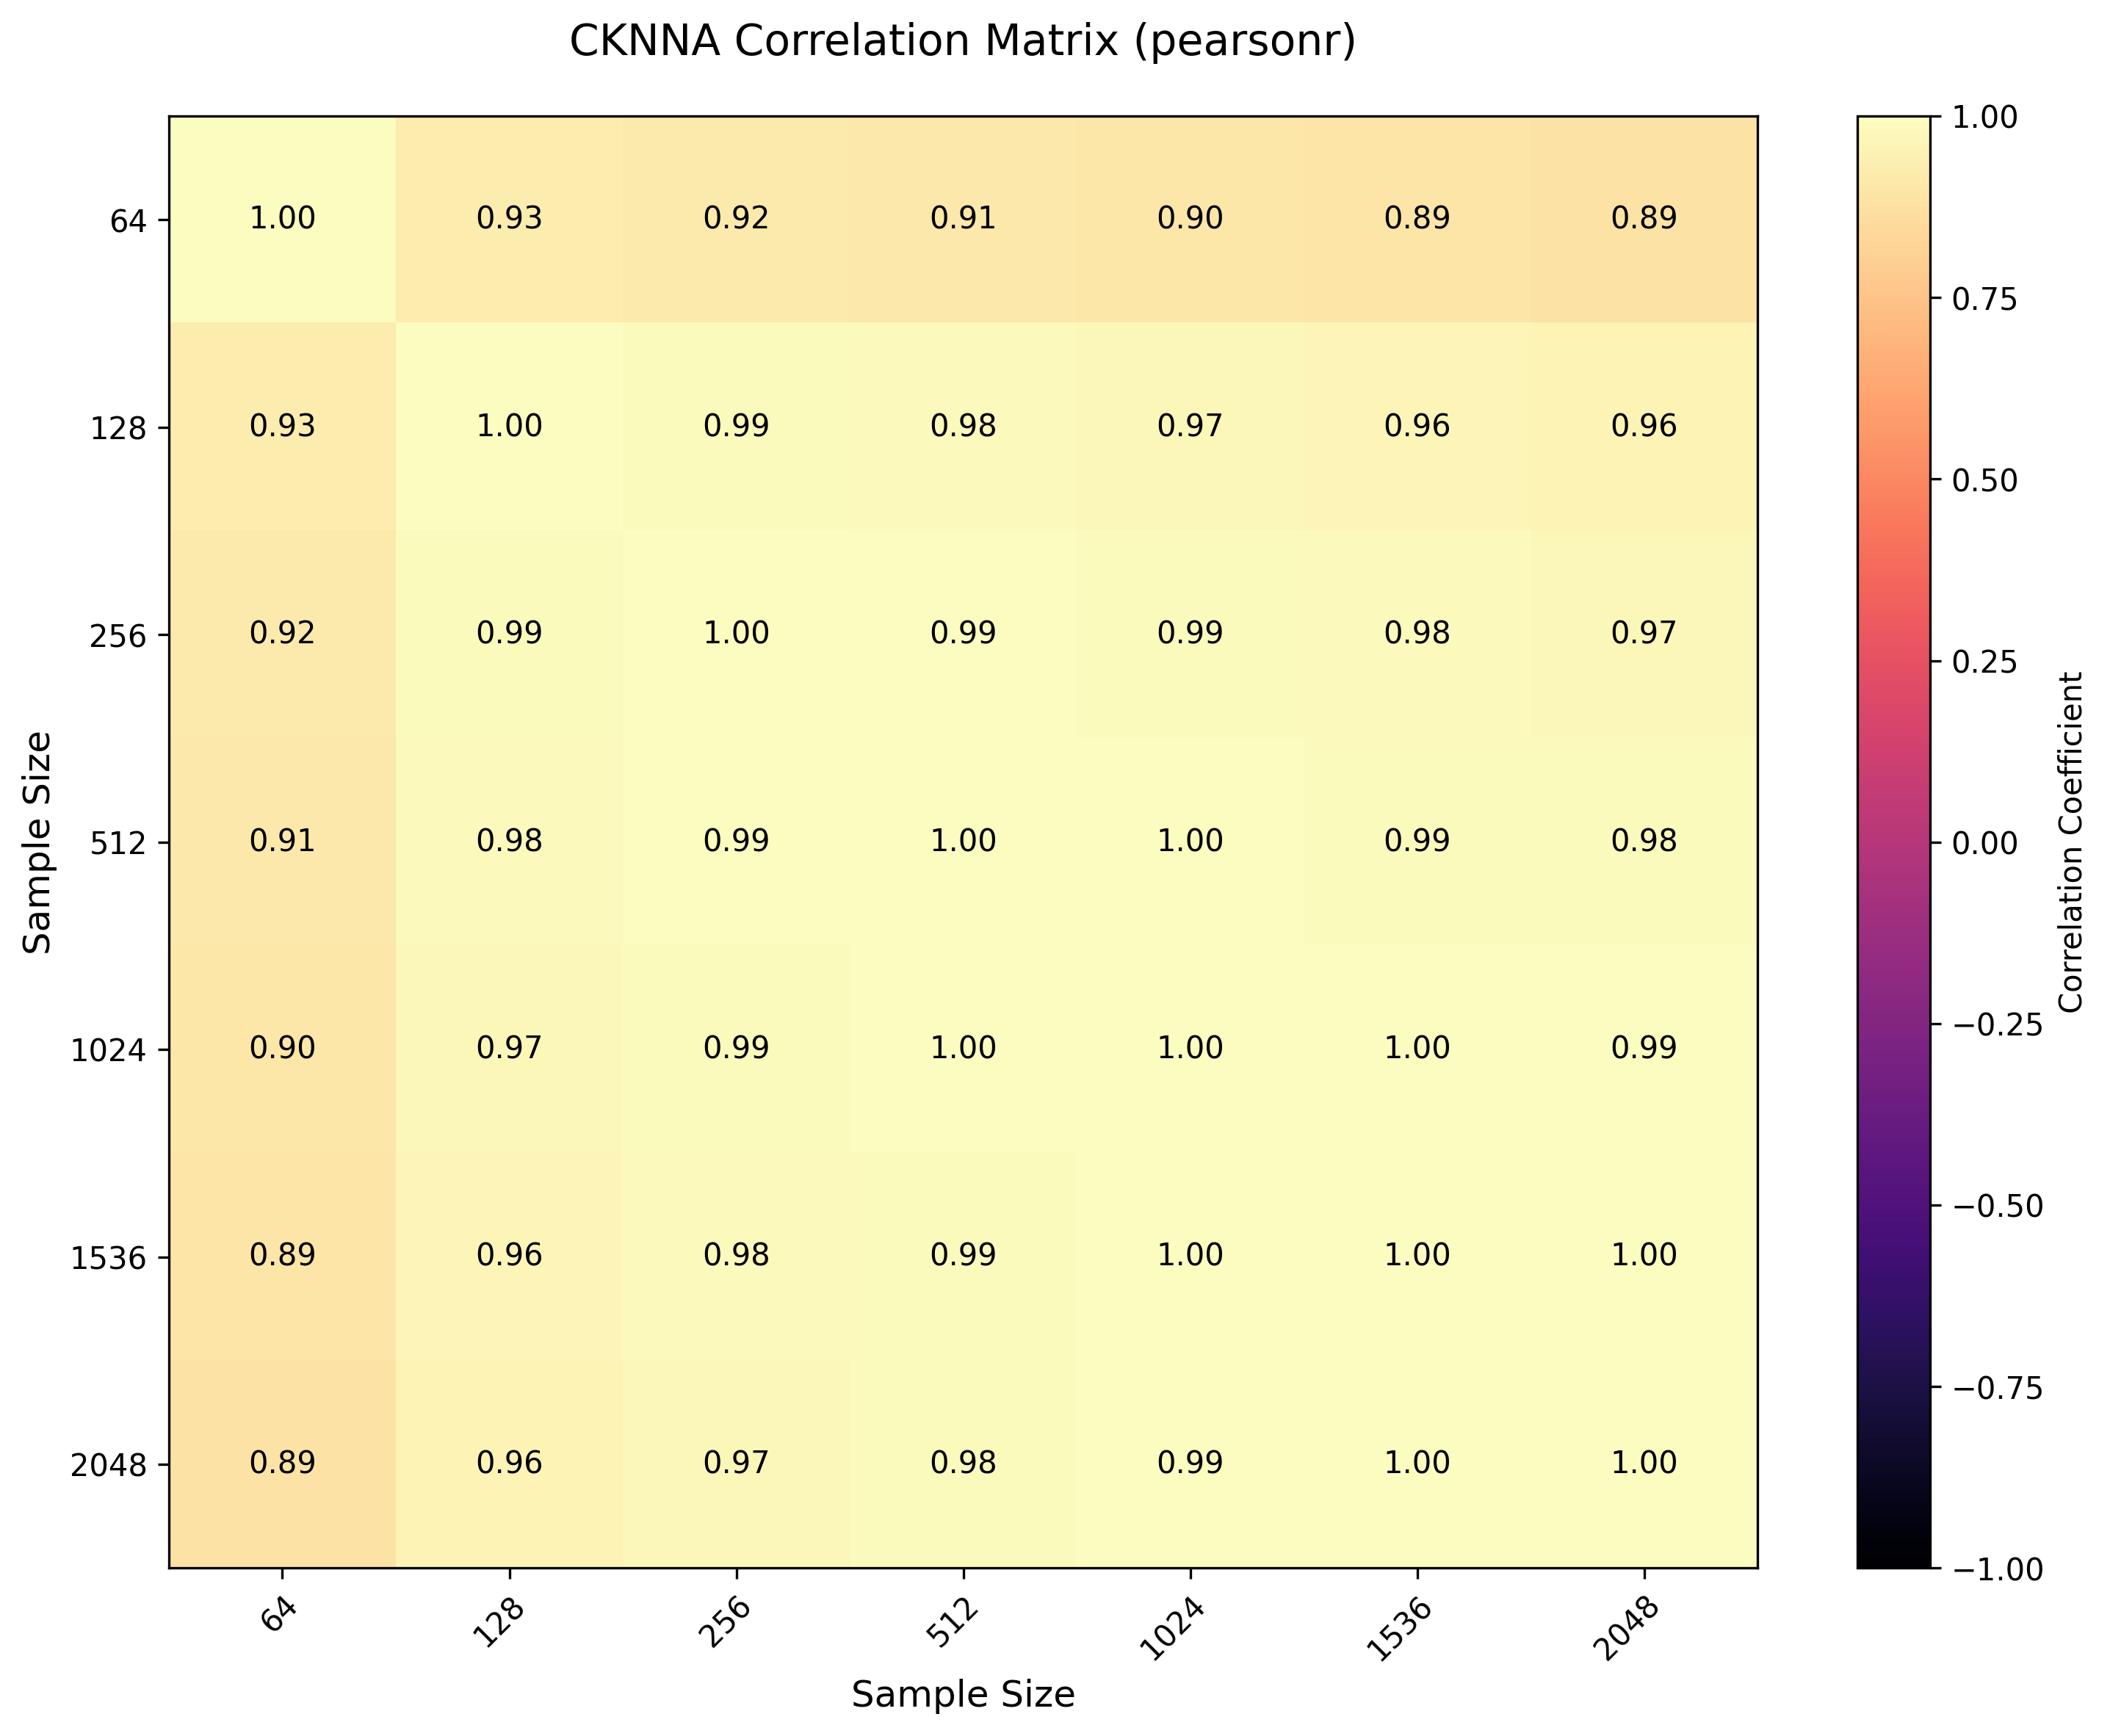 CKNNA Correlation Matrix (pearsonr)
64 1.00 0.93 0.92 0.91 0.90 0.89 0.89
128 0.93 1.00 0.99 0.98 0.97 0.96 0.96
256 0.92 0.99 1.00 0.99 0.99 0.98 0.97
512 0.91 0.98 0.99 1.00 1.00 0.99 0.98
1024 0.90 0.97 0.99 1.00 1.00 1.00 0.99
1536 0.89 0.96 0.98 0.99 1.00 1.00 1.00
2048 0.89 0.96 0.97 0.98 0.99 1.00 1.00
64 128 256 512 1024 1536 2048
Sample Size
Sample Size
1.00
0.75
0.50
0.25
0.00
−0.25
−0.50
−0.75
−1.00
Correlation Coefficient